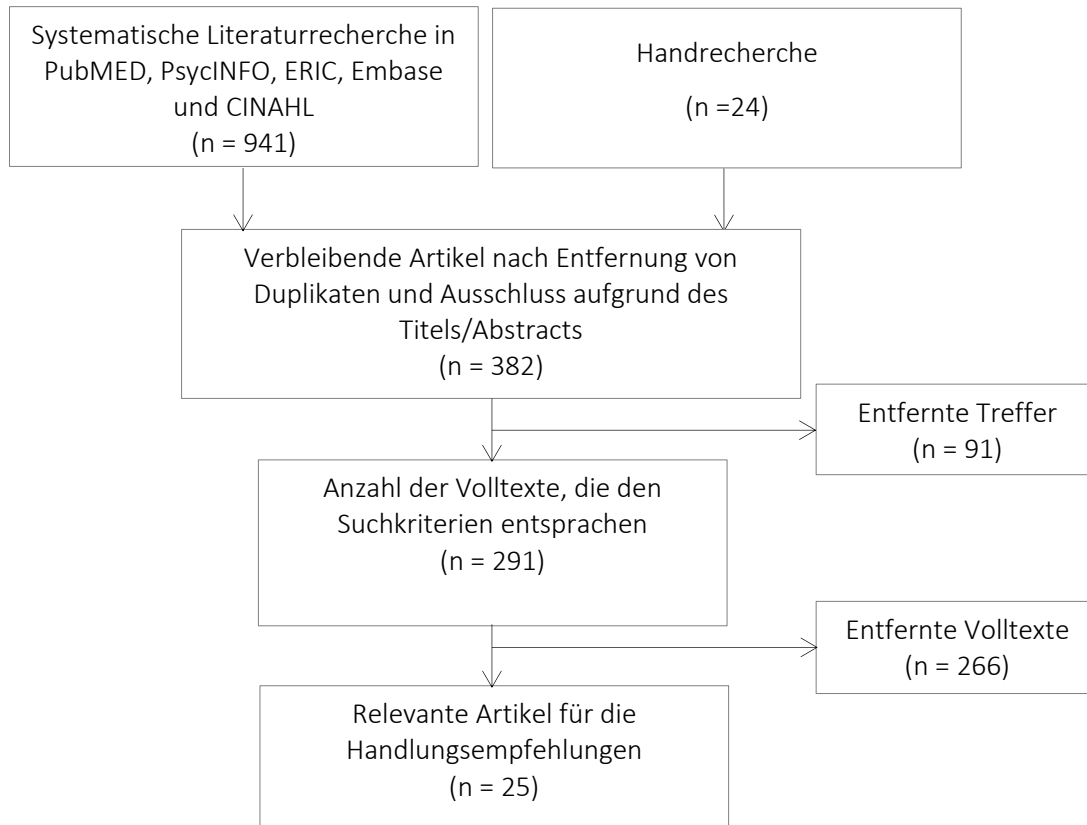 Systematische Literaturrecherche in
PubMED, PsycINFO, ERIC, Embase
und CINAHL
(n = 941)
Handrecherche
(n =24)
Verbleibende Artikel nach Entfernung von
Duplikaten und Ausschluss aufgrund des
Titels/Abstracts
(n = 382)
Entfernte Treffer
(n = 91)
Anzahl der Volltexte, die den
Suchkriterien entsprachen
(n = 291)
Entfernte Volltexte
(n = 266)
Relevante Artikel für die
Handlungsempfehlungen
(n = 25)